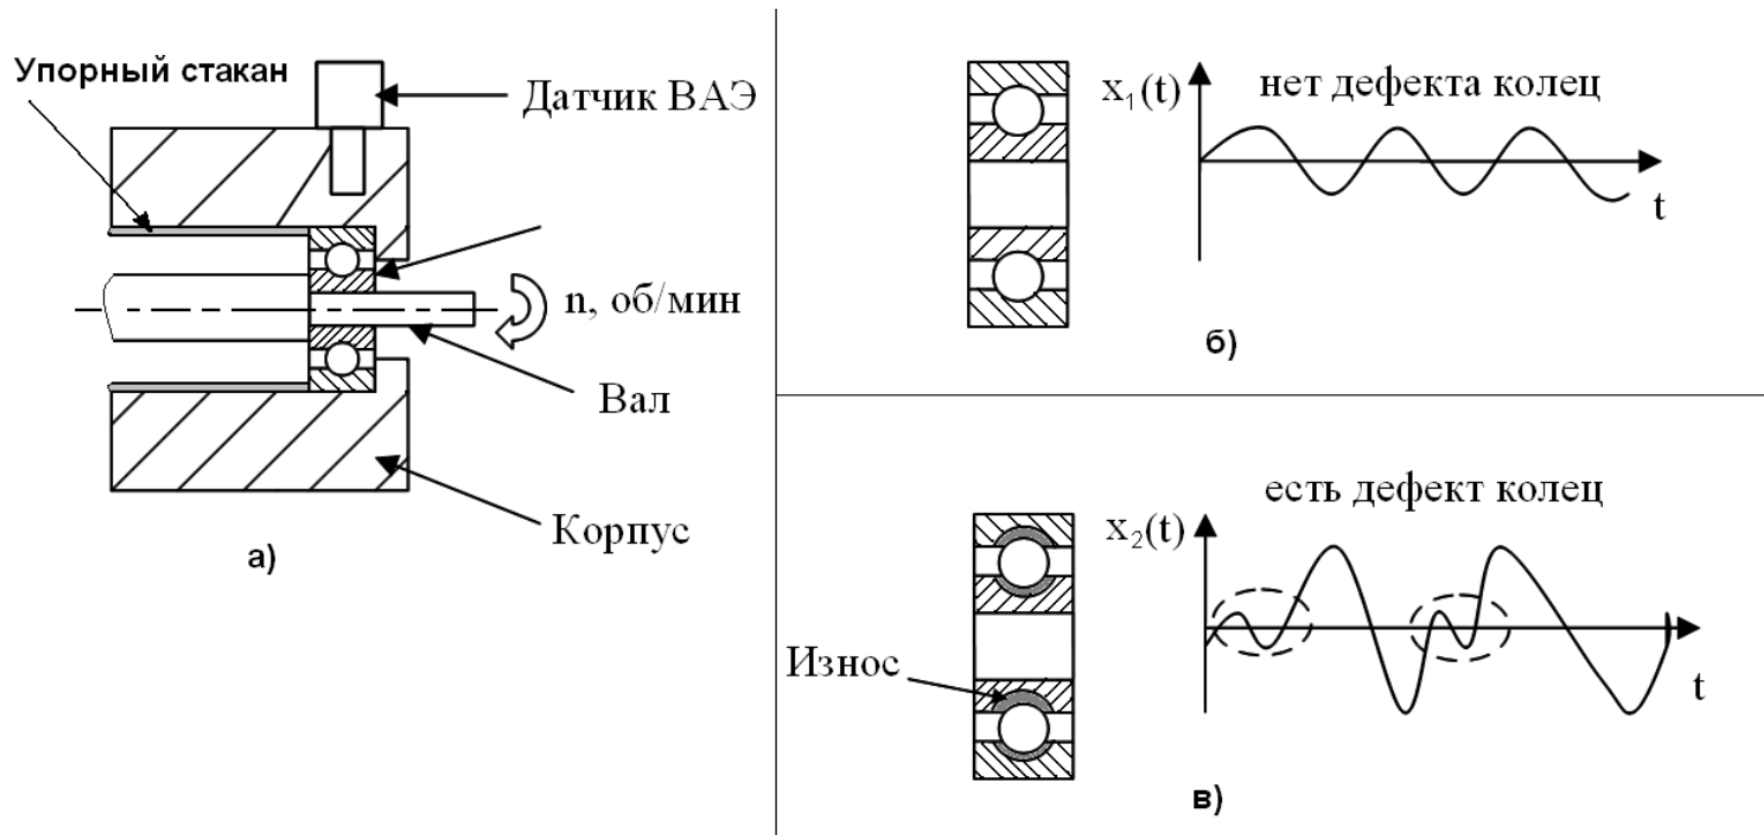 Упорный стакан
Датчик ВАЭ
n, об/мин
Вал
Корпус
а)
x₁(t)
нет дефекта колец
t
б)
есть дефект колец
x₂(t)
Износ
t
в)